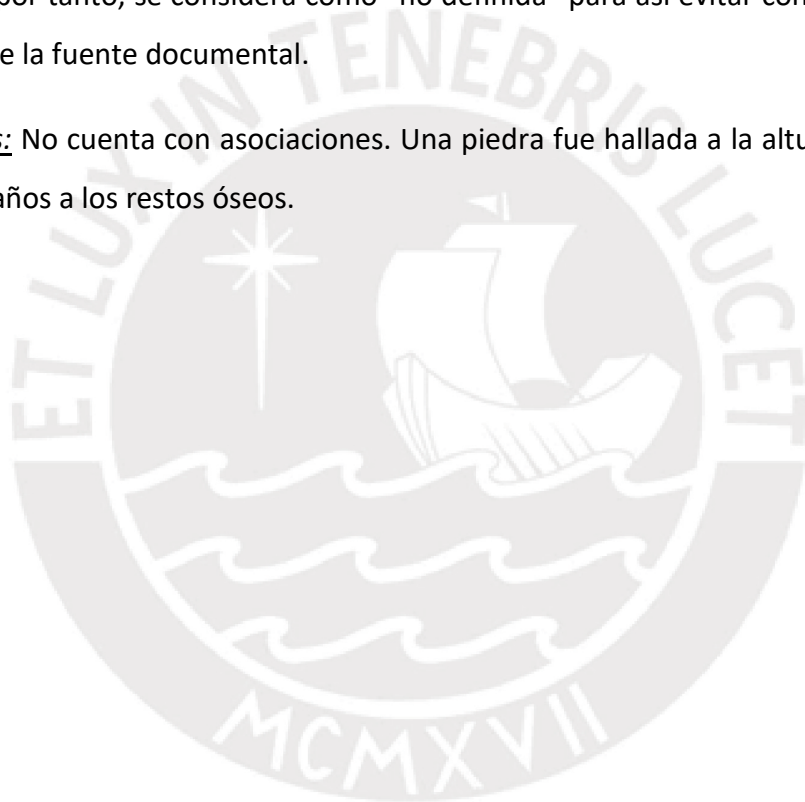 por tanto, se considera como "no definida" para así evitar con
e la fuente documental.
s: No cuenta con asociaciones. Una piedra fue hallada a la altu
años a los restos óseos.
ET LUX IN TENEBRIS LUCET
MCMXVII